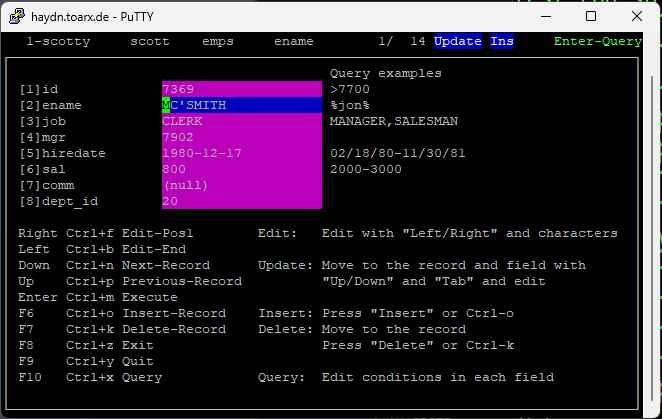 haydn.toarx.de - PuTTY
1-scotty scott emps ename 1/ 14 Update Ins Enter-Query
Query examples
[1]id 7369 >7700
[2]ename MC'SMITH %jon%
[3]job CLERK MANAGER,SALESMAN
[4]mgr 7902
[5]hiredate 1980-12-17 02/18/80-11/30/81
[6]sal 800 2000-3000
[7]comm (null)
[8]dept_id 20
Right Ctrl+f Edit-Pos1 Edit: Edit with "Left/Right" and characters
Left Ctrl+b Edit-End
Down Ctrl+n Next-Record Update: Move to the record and field with
Up Ctrl+p Previous-Record "Up/Down" and "Tab" and edit
Enter Ctrl+m Execute
F6 Ctrl+o Insert-Record Insert: Press "Insert" or Ctrl-o
F7 Ctrl+k Delete-Record Delete: Move to the record
F8 Ctrl+z Exit Press "Delete" or Ctrl-k
F9 Ctrl+y Quit
F10 Ctrl+x Query Query: Edit conditions in each field